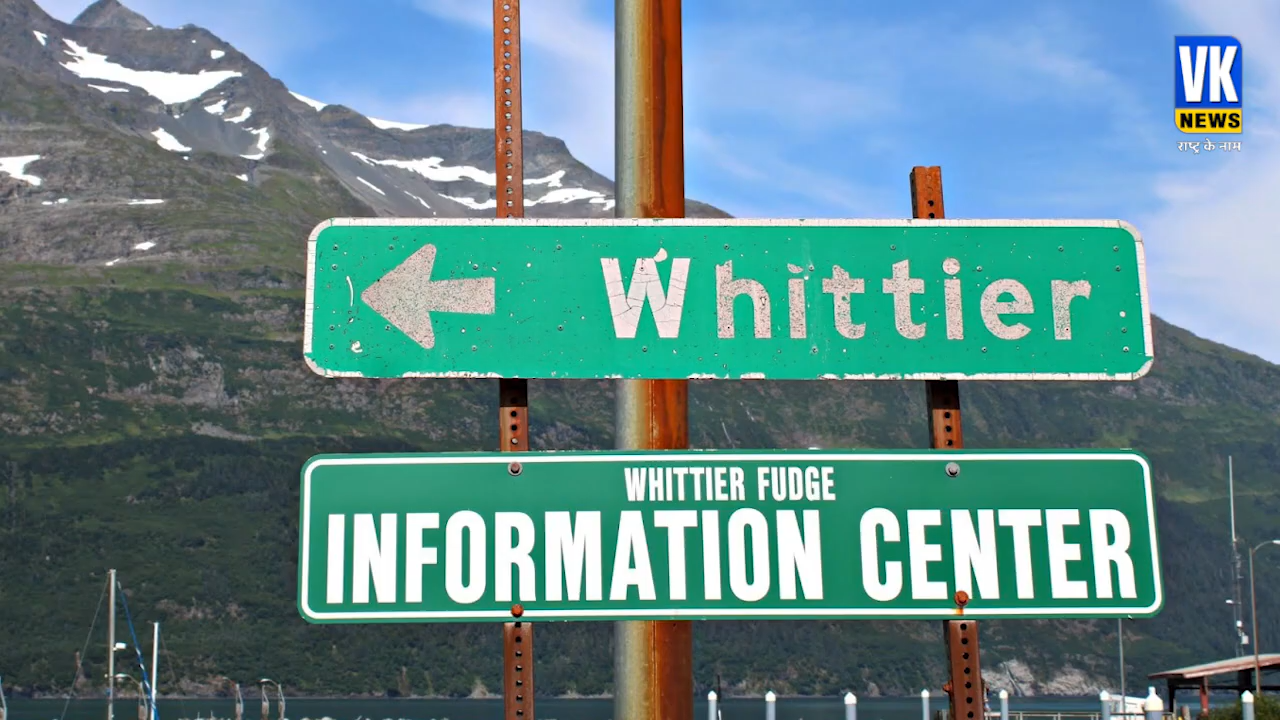 VK
NEWS
राष्ट्र के नाम
Whittier
WHITTIER FUDGE
INFORMATION CENTER